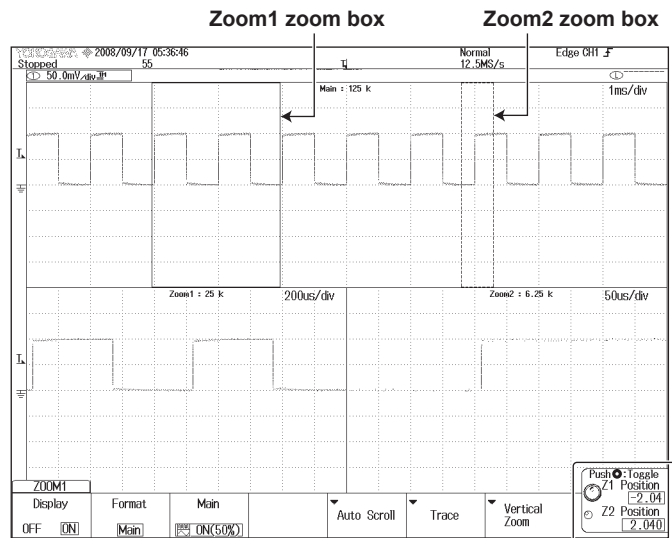 Zoom1 zoom box Zoom2 zoom box
2008/09/17 05:36:46 Normal Edge CH1
Stopped 55 12.5MS/s
① 50.0mV/div
Main : 125 k 1ms/div
Zoom1 : 25 k 200us/div Zoom2 : 6.25 k 50us/div
ZOOM1
Display Format Main Auto Scroll Trace Vertical Zoom
OFF ON Main ON(50%)
Push :Toggle
Z1 Position
-2.04
Z2 Position
2.040